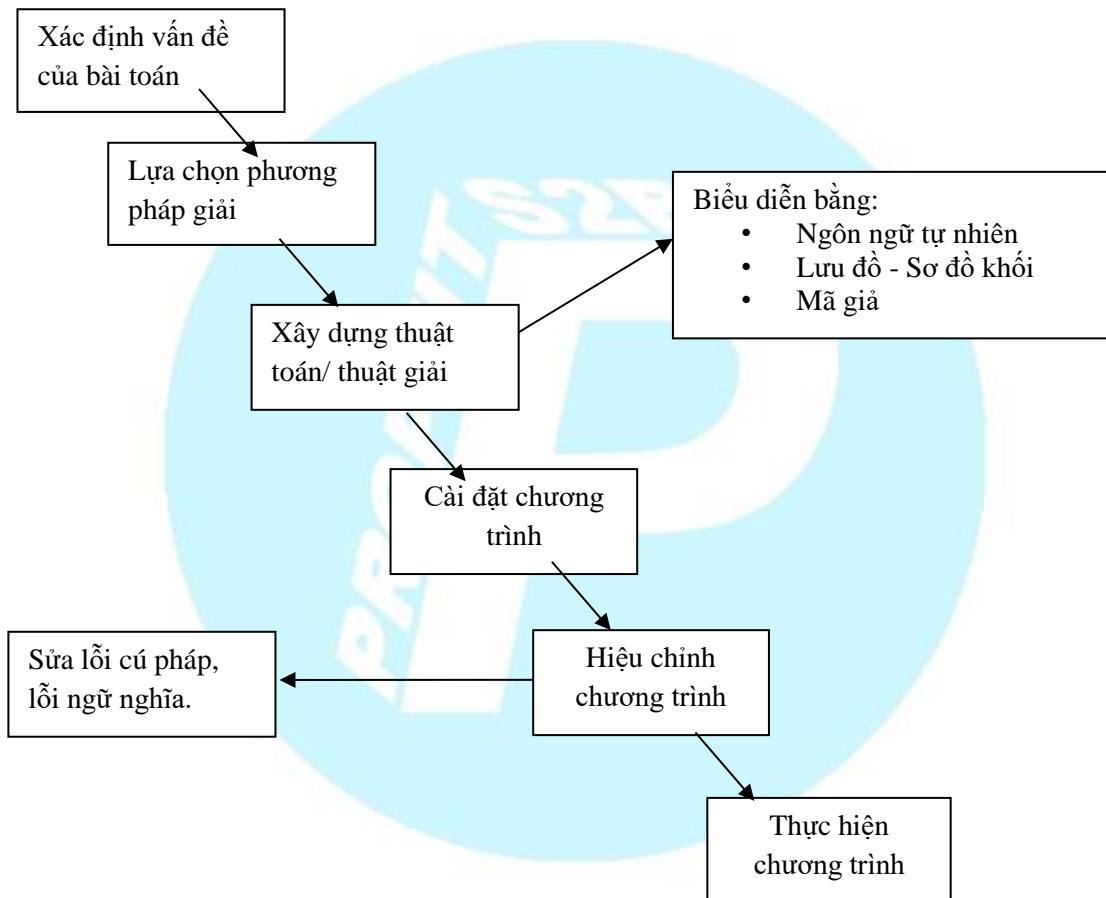 Xác định vấn đề
của bài toán
Lựa chọn phương
pháp giải
Biểu diễn bằng:
• Ngôn ngữ tự nhiên
• Lưu đồ - Sơ đồ khối
• Mã giả
Xây dựng thuật
toán/ thuật giải
Cài đặt chương
trình
Hiệu chỉnh
chương trình
Sửa lỗi cú pháp,
lỗi ngữ nghĩa.
Thực hiện
chương trình